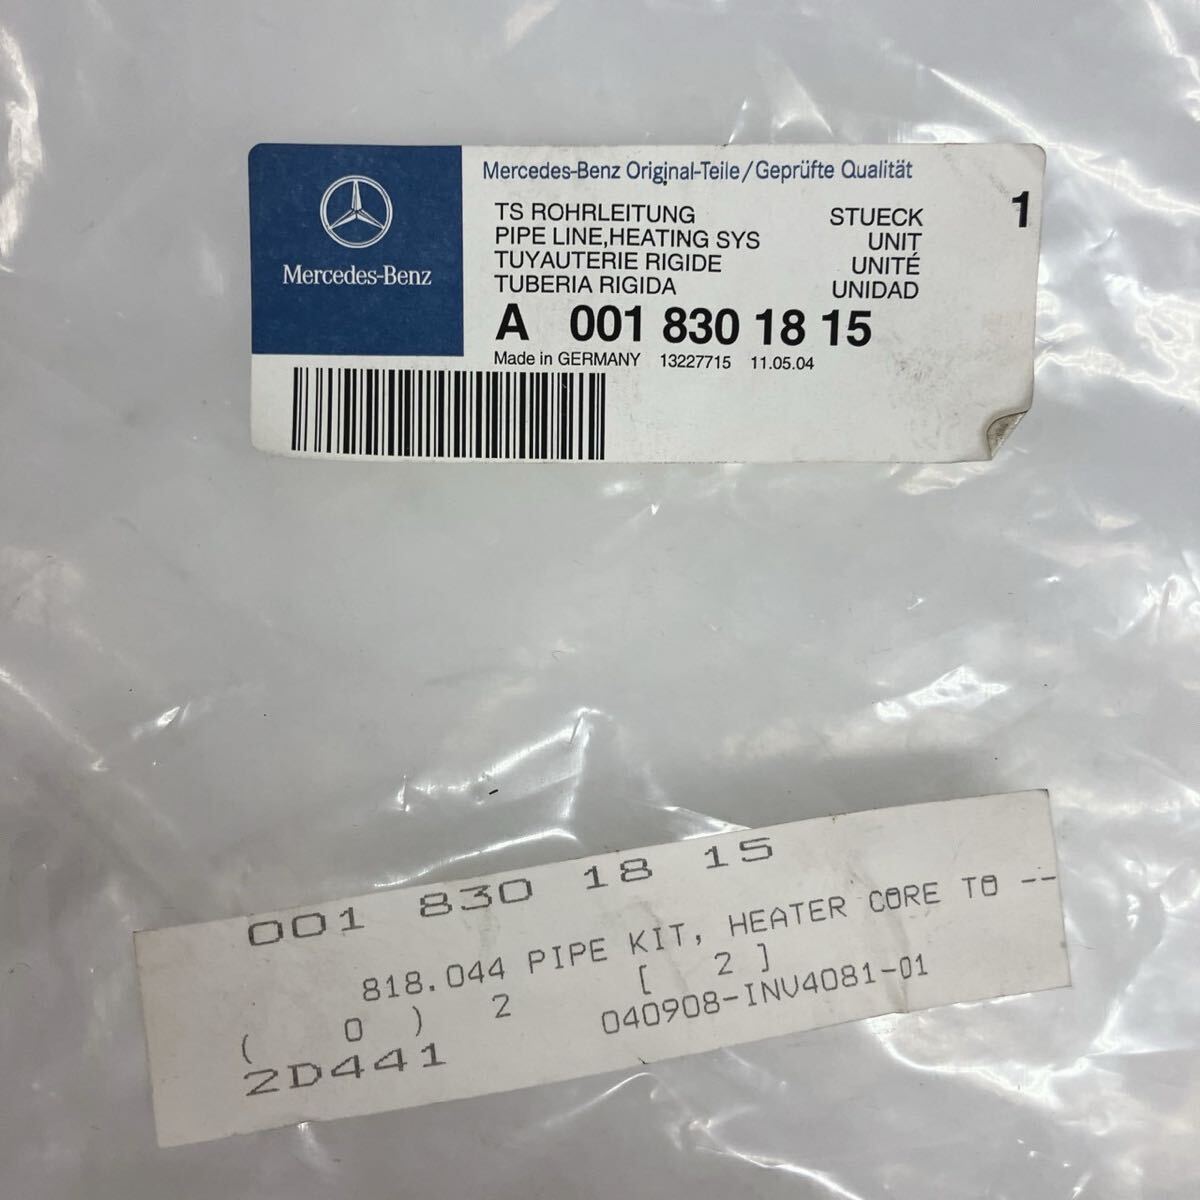 Mercedes-Benz
Mercedes-Benz Original-Teile/Geprüfte Qualität
TS ROHRLEITUNG STUECK 1
PIPE LINE,HEATING SYS UNIT
TUYAUTERIE RIGIDE UNITÉ
TUBERIA RIGIDA UNIDAD
A 001 830 18 15
Made in GERMANY 13227715 11.05.04
001 830 18 15
818.044 PIPE KIT, HEATER CORE TO --
( 0 ) 2 [ 2 ]
2D441 040908-INV4081-01